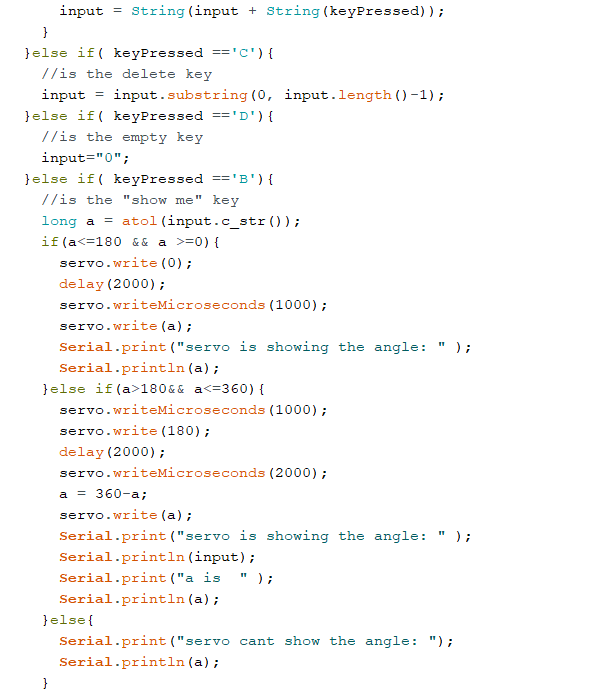 input = String(input + String(keyPressed));
  }
}else if( keyPressed =='C'){
  //is the delete key
  input = input.substring(0, input.length()-1);
}else if( keyPressed =='D'){
  //is the empty key
  input="0";
}else if( keyPressed =='B'){
  //is the "show me" key
  long a = atol(input.c_str());
  if(a<=180 && a >=0){
    servo.write(0);
    delay(2000);
    servo.writeMicroseconds(1000);
    servo.write(a);
    Serial.print("servo is showing the angle: " );
    Serial.println(a);
  }else if(a>180&& a<=360){
    servo.writeMicroseconds(1000);
    servo.write(180);
    delay(2000);
    servo.writeMicroseconds(2000);
    a = 360-a;
    servo.write(a);
    Serial.print("servo is showing the angle: " );
    Serial.println(input);
    Serial.print("a is  " );
    Serial.println(a);
  }else{
    Serial.print("servo cant show the angle: ");
    Serial.println(a);
  }